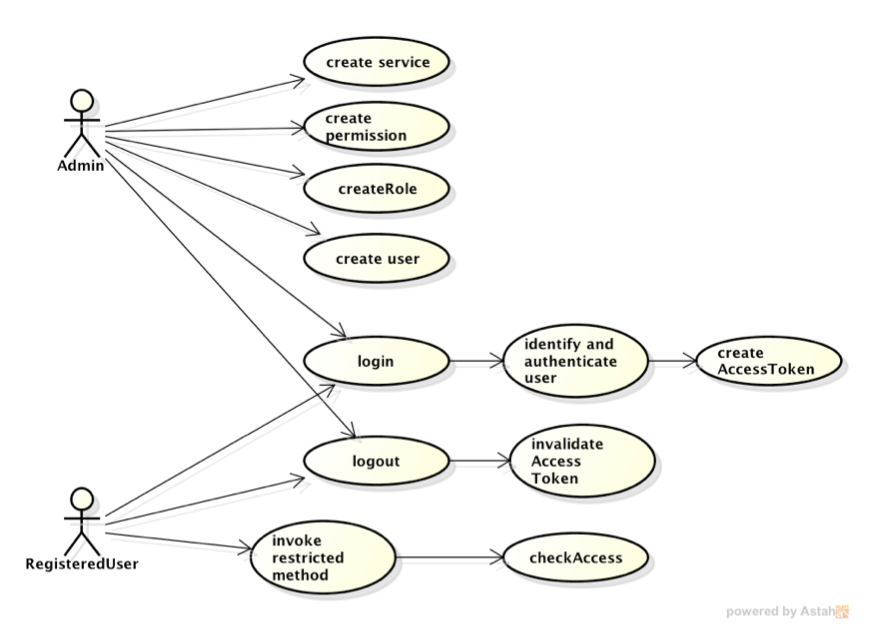 create service
create
permission
Admin
createRole
create user
login
identify and
authenticate
user
create
AccessToken
logout
invalidate
Access
Token
RegisteredUser
invoke
restricted
method
checkAccess
powered by Astah